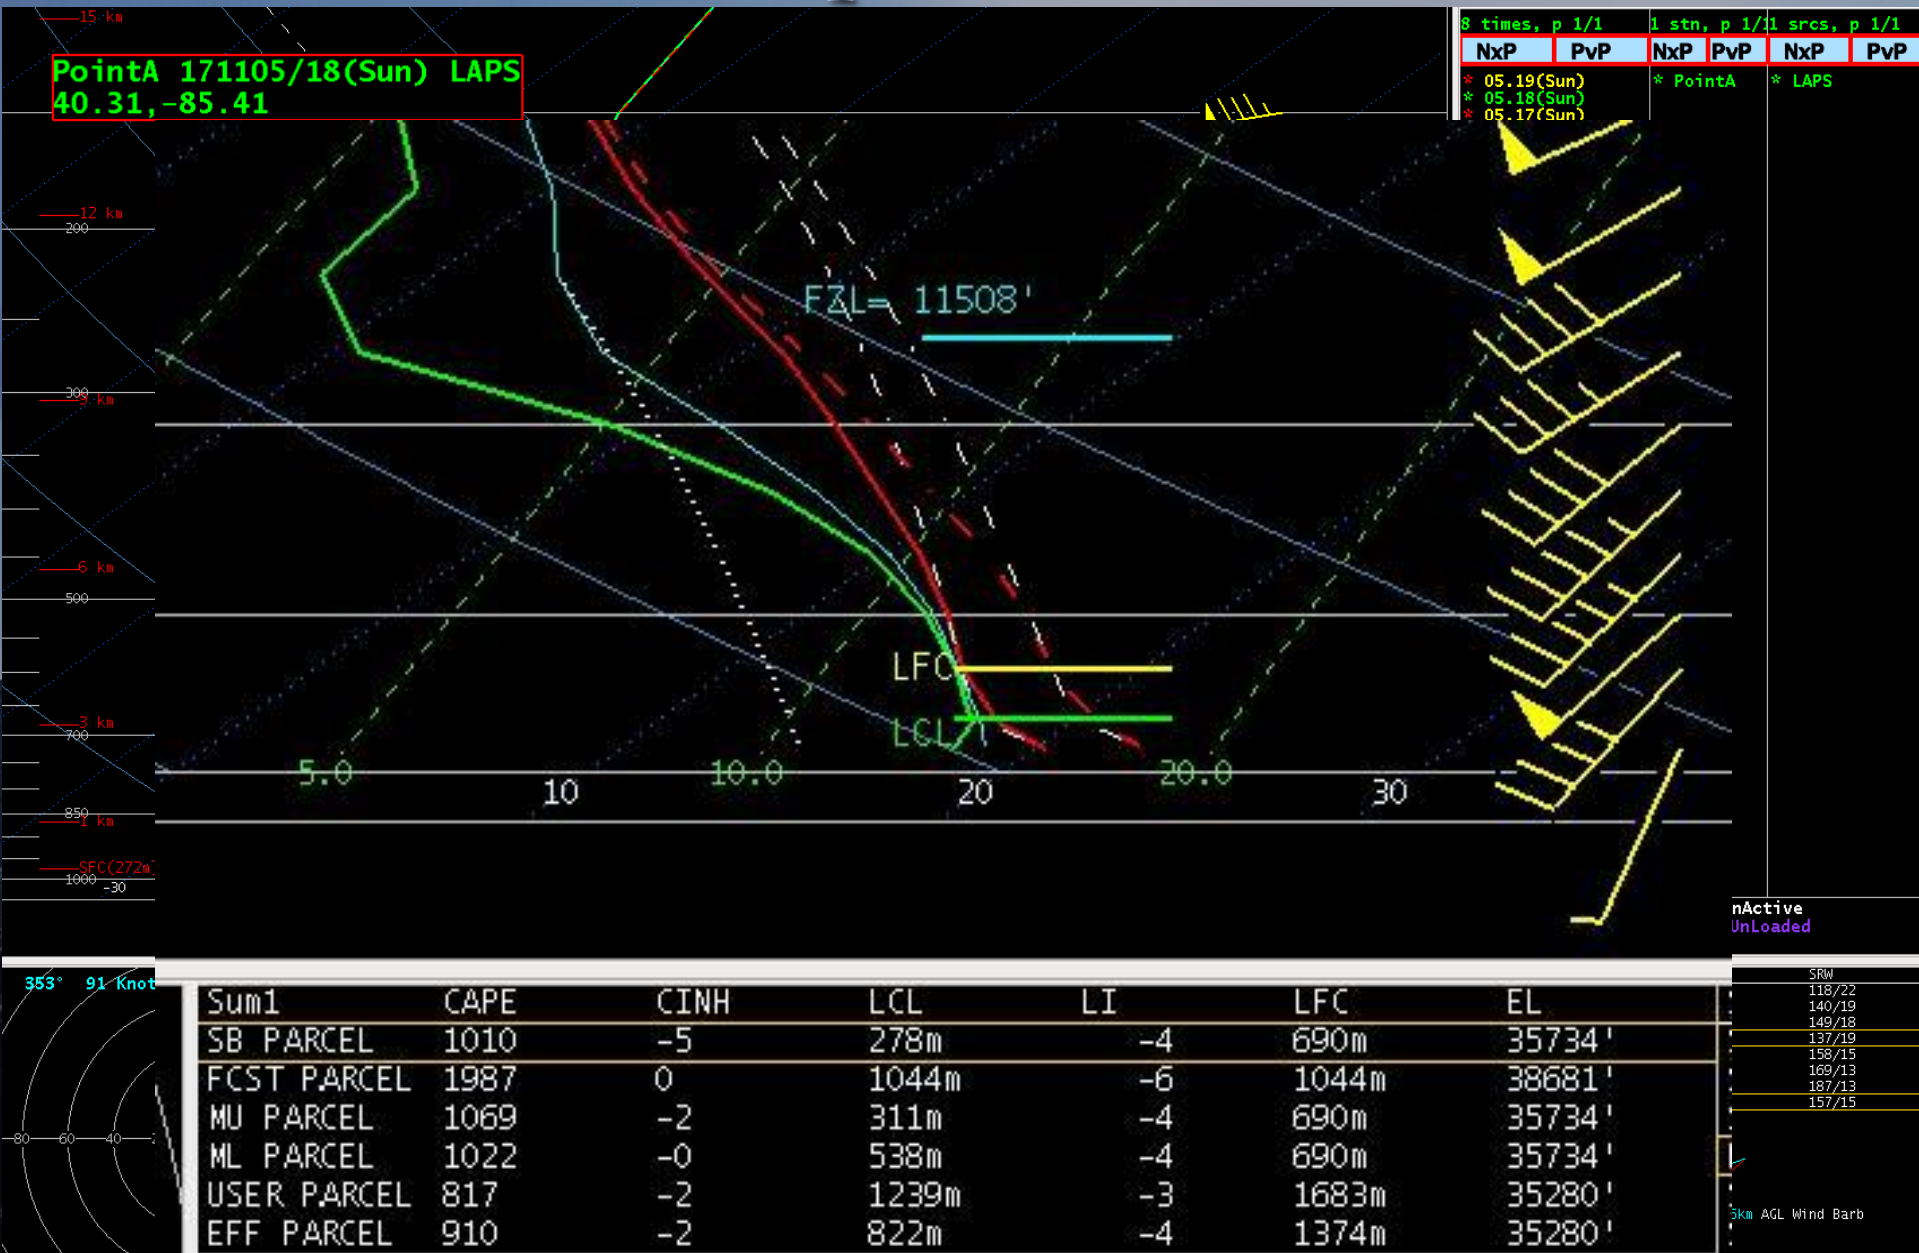 15 km
PointA 171105/18(Sun) LAPS
40.31,-85.41
8 times, p 1/1
1 stn, p 1/1
1 srcs, p 1/1
NxP PvP NxP PvP NxP PvP
* 05.19(Sun) * PointA * LAPS
* 05.18(Sun)
* 05.17(Sun)
12 km
200
FZL= 11508'
300
9 km
6 km
500
LFC
3 km
700
LCL
5.0 10.0 20.0
10 20 30
850
1 km
SFC(272m)
1000
-30
nActive
UnLoaded
353° 91 Knot
SRW
118/22
140/19
149/18
137/19
158/15
169/13
187/13
157/15
80 60 40
Sum1 CAPE CINH LCL LI LFC EL
SB PARCEL 1010 -5 278m -4 690m 35734'
FCST PARCEL 1987 0 1044m -6 1044m 38681'
MU PARCEL 1069 -2 311m -4 690m 35734'
ML PARCEL 1022 -0 538m -4 690m 35734'
USER PARCEL 817 -2 1239m -3 1683m 35280'
EFF PARCEL 910 -2 822m -4 1374m 35280'
km AGL Wind Barb